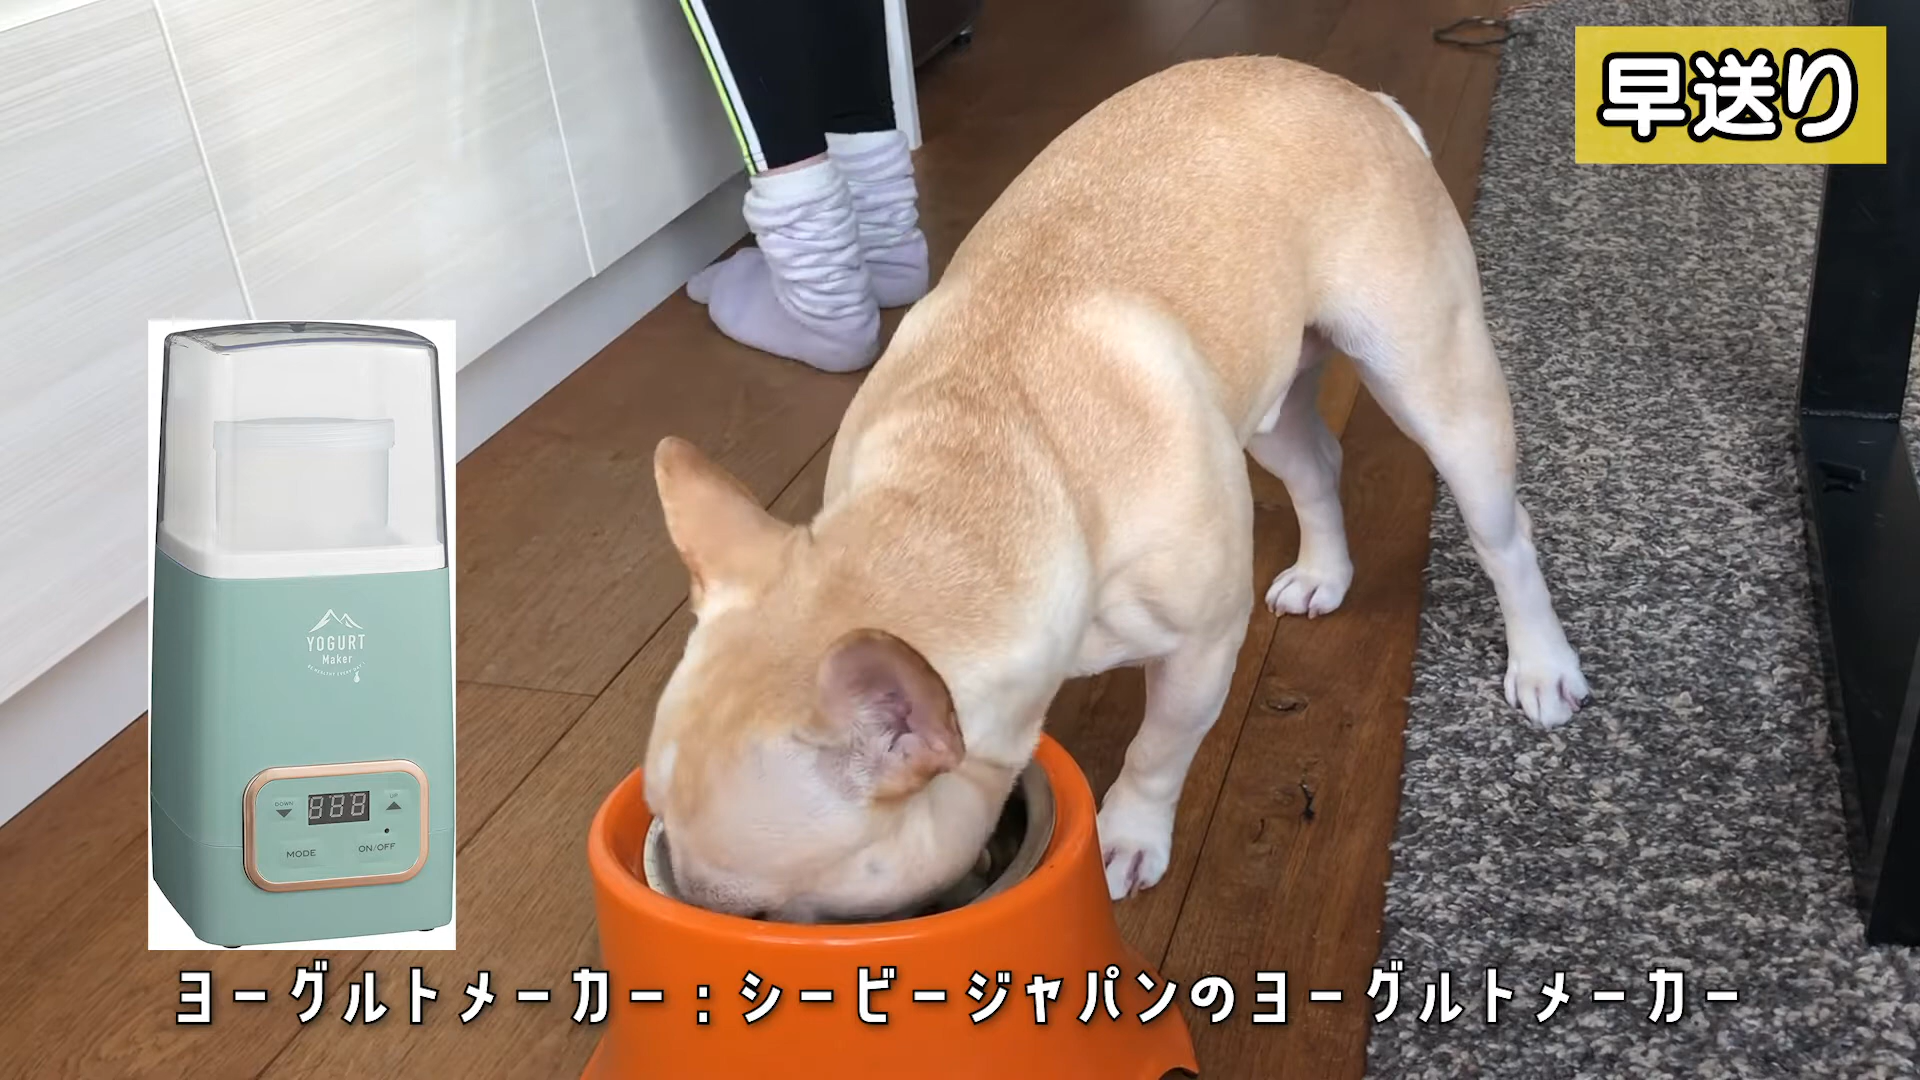 早送り
YOGURT
Maker
DOWN
UP
888
MODE
ON/OFF
ヨーグルトメーカー：シービージャパンのヨーグルトメーカー